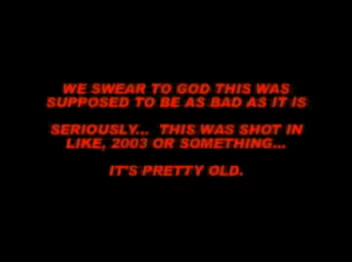 WE SWEAR TO GOD THIS WAS
SUPPOSED TO BE AS BAD AS IT IS
SERIOUSLY... THIS WAS SHOT IN
LIKE, 2003 OR SOMETHING...
IT'S PRETTY OLD.